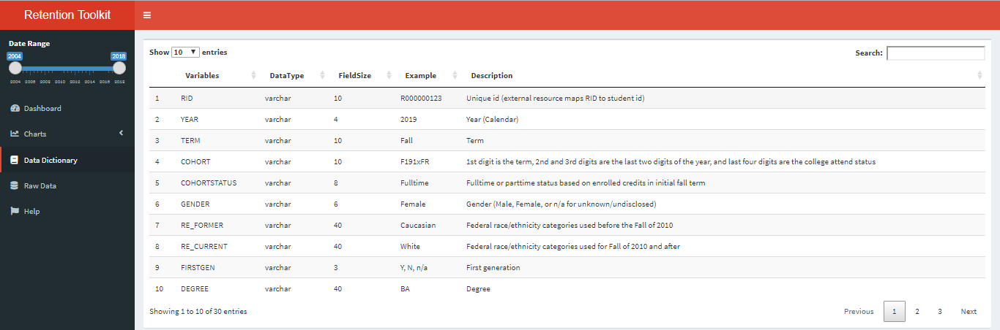 Retention Toolkit
Date Range
2004 2018
2004 2006 2008 2010 2012 2014 2016 2018
Dashboard
Charts
Data Dictionary
Raw Data
Help
Show 10 entries Search:
Variables DataType FieldSize Example Description
1 RID varchar 10 R000000123 Unique id (external resource maps RID to student id)
2 YEAR varchar 4 2019 Year (Calendar)
3 TERM varchar 10 Fall Term
4 COHORT varchar 10 F191xFR 1st digit is the term, 2nd and 3rd digits are the last two digits of the year, and last four digits are the college attend status
5 COHORTSTATUS varchar 8 Fulltime Fulltime or parttime status based on enrolled credits in initial fall term
6 GENDER varchar 6 Female Gender (Male, Female, or n/a for unknown/undisclosed)
7 RE_FORMER varchar 40 Caucasian Federal race/ethnicity categories used before the Fall of 2010
8 RE_CURRENT varchar 40 White Federal race/ethnicity categories used for Fall of 2010 and after
9 FIRSTGEN varchar 3 Y, N, n/a First generation
10 DEGREE varchar 40 BA Degree
Showing 1 to 10 of 30 entries Previous 1 2 3 Next